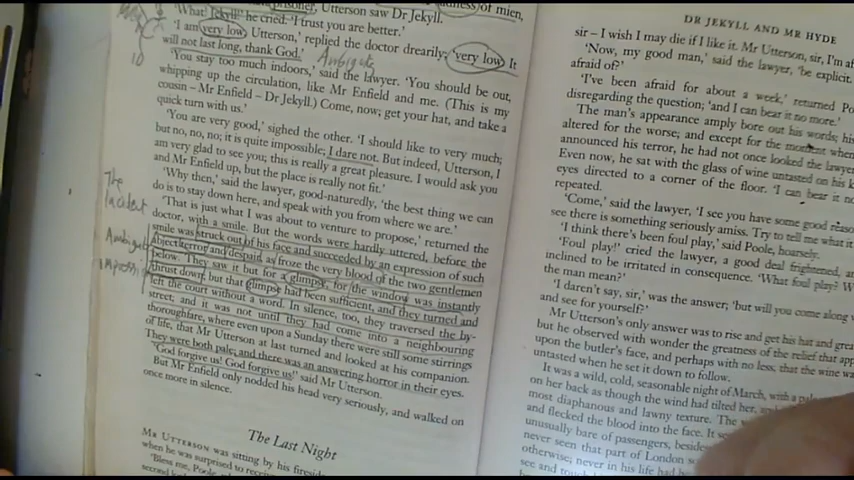 prisoner, Utterson saw Dr Jekyll.
of mien,
'What! Jekyll!' he cried. 'I trust you are better.'
'I am very low, Utterson,' replied the doctor drearily; 'very low. It
will not last long, thank God.'
Ambiguity
10
'You stay too much indoors,' said the lawyer. 'You should be out,
whipping up the circulation, like Mr Enfield and me. (This is my
cousin – Mr Enfield – Dr Jekyll.) Come, now; get your hat, and take a
quick turn with us.'
'You are very good,' sighed the other. 'I should like to very much;
but no, no, no; it is quite impossible; I dare not. But indeed, Utterson, I
am very glad to see you; this is really a great pleasure. I would ask you
and Mr Enfield up, but the place is really not fit.'
'Why then,' said the lawyer, good-naturedly, 'the best thing we can
do is to stay down here, and speak with you from where we are.'
'That is just what I was about to venture to propose,' returned the
doctor, with a smile. But the words were hardly uttered, before the
smile was struck out of his face and succeeded by an expression of such
abject terror and despair, as froze the very blood of the two gentlemen
below. They saw it but for a glimpse, for the window was instantly
thrust down; but that glimpse had been sufficient, and they turned and
left the court without a word. In silence, too, they traversed the by-
street; and it was not until they had come into a neighbouring
thoroughfare, where even upon a Sunday there were still some stirrings
of life, that Mr Utterson at last turned and looked at his companion.
They were both pale; and there was an answering horror in their eyes.
'God forgive us! God forgive us!' said Mr Utterson.
But Mr Enfield only nodded his head very seriously, and walked on
once more in silence.
The
Incident
The Last Night
MR UTTERSON was sitting by his fireside
when he was surprised to receive
'Bless me, Poole,
second look
DR JEKYLL AND MR HYDE
sir – I wish I may die if I like it. Mr Utterson, sir, I'm
'Now, my good man,' said the lawyer, 'be explicit.
afraid of?'
'I've been afraid for about a week,' returned
disregarding the question; 'and I can bear it no more.'
The man's appearance amply bore out his words; his
altered for the worse; and except for the moment when
announced his terror, he had not once looked the lawyer
Even now, he sat with the glass of wine untasted on his
eyes directed to a corner of the floor. 'I can bear it
repeated.
'Come,' said the lawyer, 'I see you have some good reason
see there is something seriously amiss. Try to tell me what it
'I think there's been foul play,' said Poole, hoarsely.
'Foul play!' cried the lawyer, a good deal frightened, and
inclined to be irritated in consequence. 'What foul play?
the man mean?'
'I daren't say, sir,' was the answer; 'but will you come along
and see for yourself?'
Mr Utterson's only answer was to rise and get his hat and great
but he observed with wonder the greatness of the relief that
upon the butler's face, and perhaps with no less, that the wine
untasted when he set it down to follow.
It was a wild, cold, seasonable night of March, with a pale
on her back as though the wind had tilted her,
most diaphanous and lawny texture. The
and flecked the blood into the face. It
unusually bare of passengers,
never seen that part of London
otherwise; never in his life had
see and touch